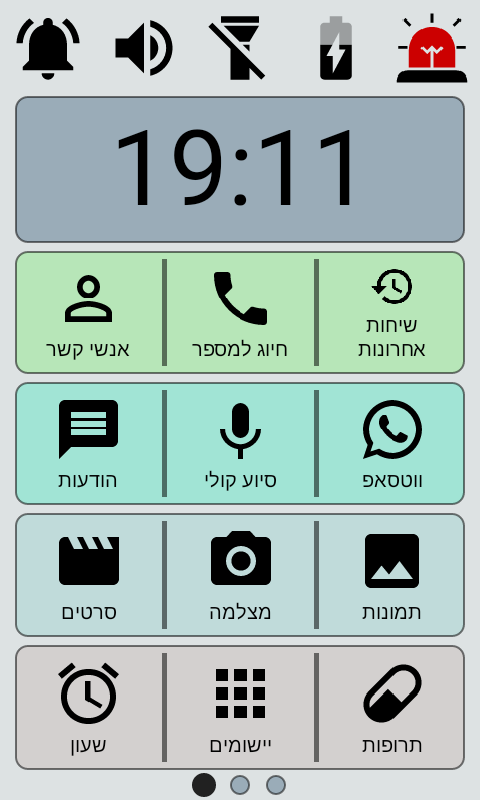 19:11
שיחות
אחרונות
חיוג למספר
אנשי קשר
ווטסאפ
סיוע קולי
הודעות
תמונות
מצלמה
סרטים
תרופות
יישומים
שעון